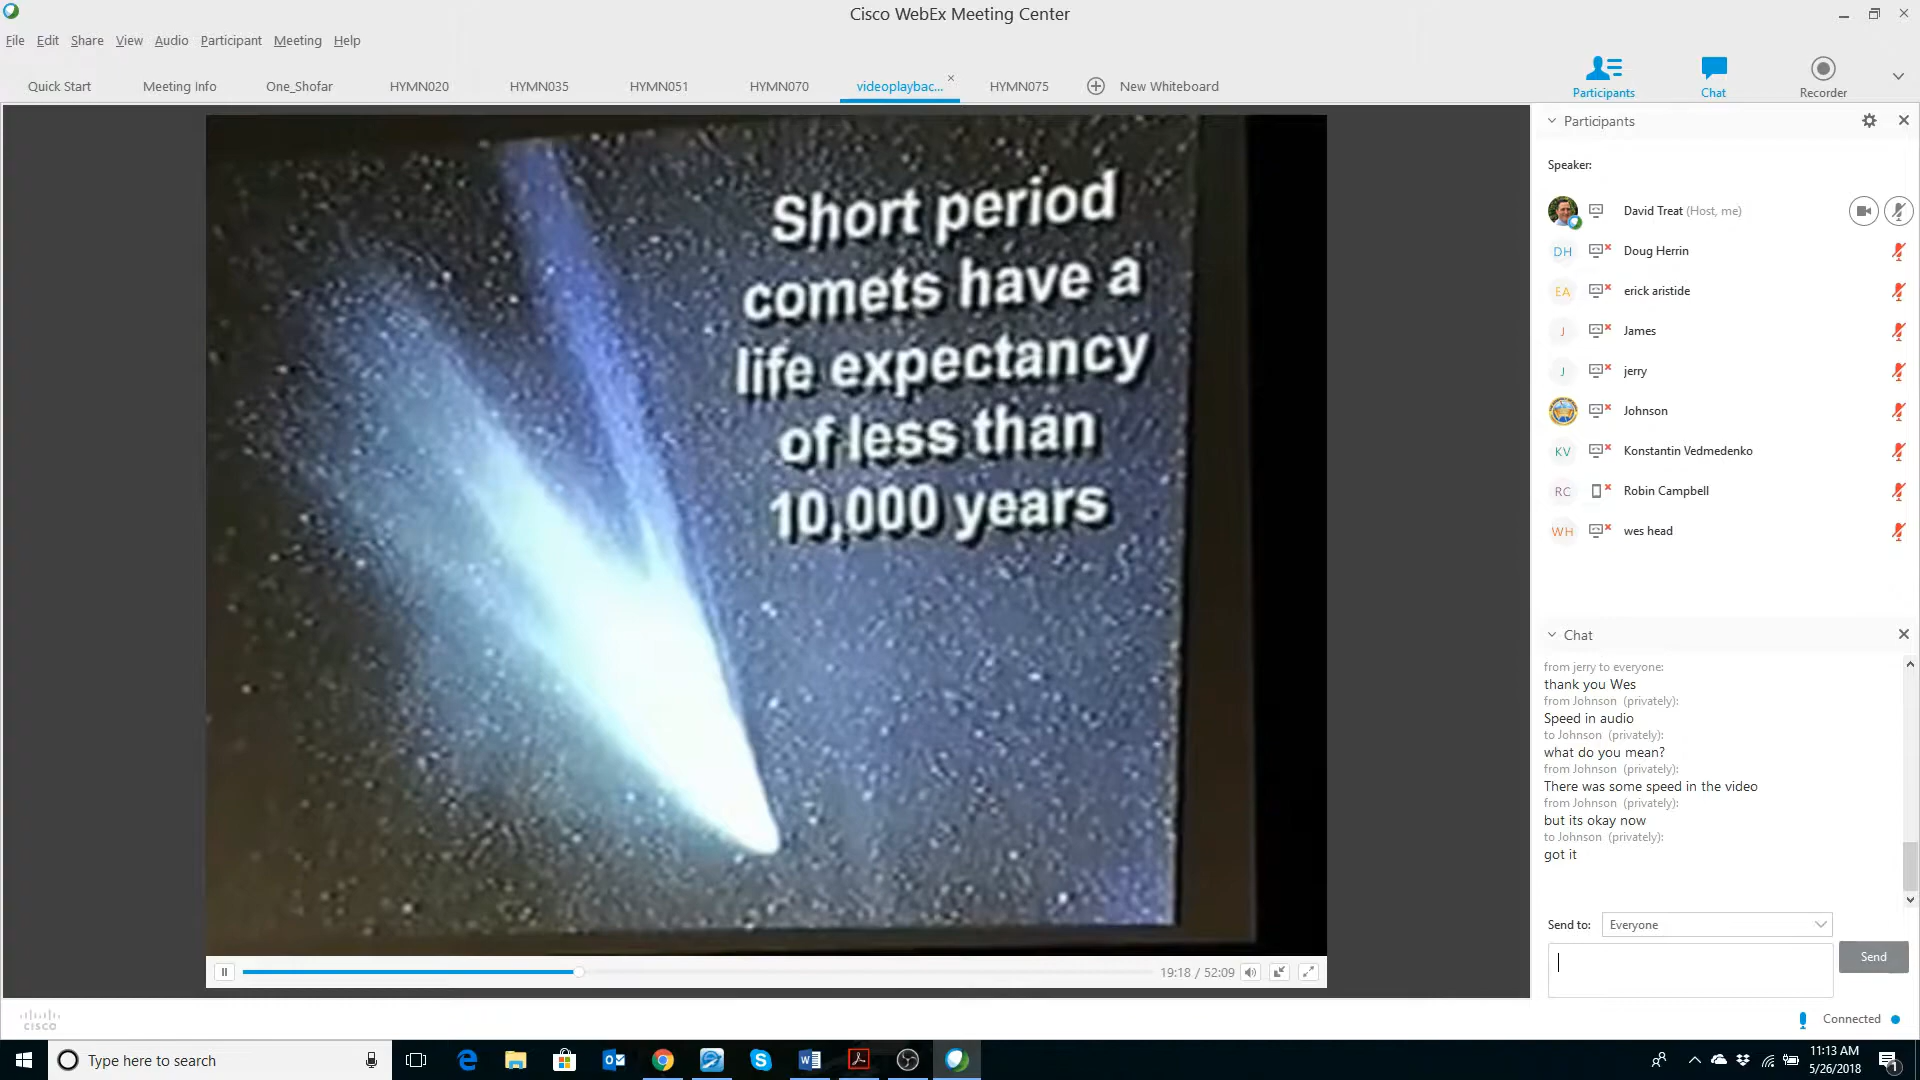 Cisco WebEx Meeting Center
File Edit Share View Audio Participant Meeting Help
Quick Start Meeting Info One_Shofar HYMN020 HYMN035 HYMN051 HYMN070 videoplaybac... HYMN075 New Whiteboard
Participants Chat Recorder
Short period
comets have a
life expectancy
of less than
10,000 years
19:18 / 52:09
Participants
Speaker:
David Treat (Host, me)
DH Doug Herrin
EA erick aristide
J James
J jerry
Johnson
KV Konstantin Vedmedenko
RC Robin Campbell
WH wes head
Chat
from jerry to everyone:
thank you Wes
from Johnson (privately):
Speed in audio
to Johnson (privately):
what do you mean?
from Johnson (privately):
There was some speed in the video
from Johnson (privately):
but its okay now
to Johnson (privately):
got it
Send to: Everyone
Send
cisco
Connected
Type here to search
11:13 AM
5/26/2018
1